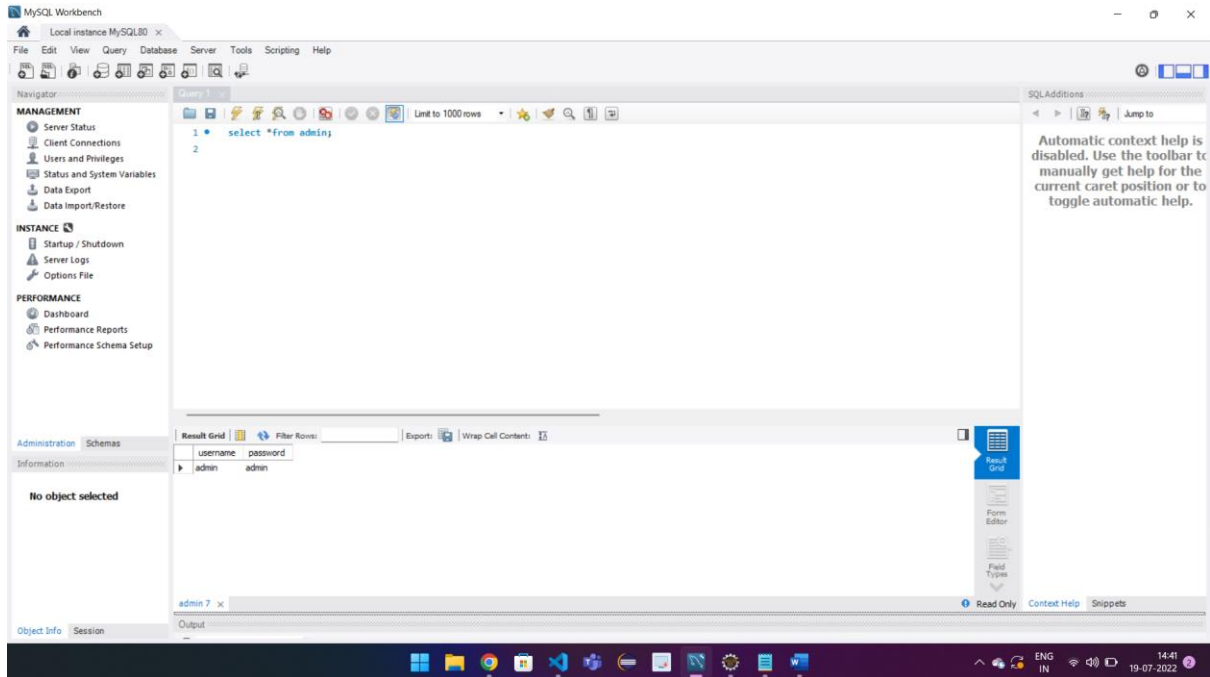 MySQL Workbench
Local instance MySQL80 ×
File Edit View Query Database Server Tools Scripting Help
Navigator
MANAGEMENT
Server Status
Client Connections
Users and Privileges
Status and System Variables
Data Export
Data Import/Restore
INSTANCE
Startup / Shutdown
Server Logs
Options File
PERFORMANCE
Dashboard
Performance Reports
Performance Schema Setup
Administration Schemas
Information
No object selected
Object Info Session
Query 1 ×
Limit to 1000 rows
1 select *from admin;
2
Result Grid Filter Rows: Export: Wrap Cell Content:
username password
admin admin
Result Grid
Form Editor
Field Types
admin 7 ×
Read Only
Output
SQLAdditions
Jump to
Automatic context help is
disabled. Use the toolbar to
manually get help for the
current caret position or to
toggle automatic help.
Context Help Snippets
ENG
IN
14:41
19-07-2022